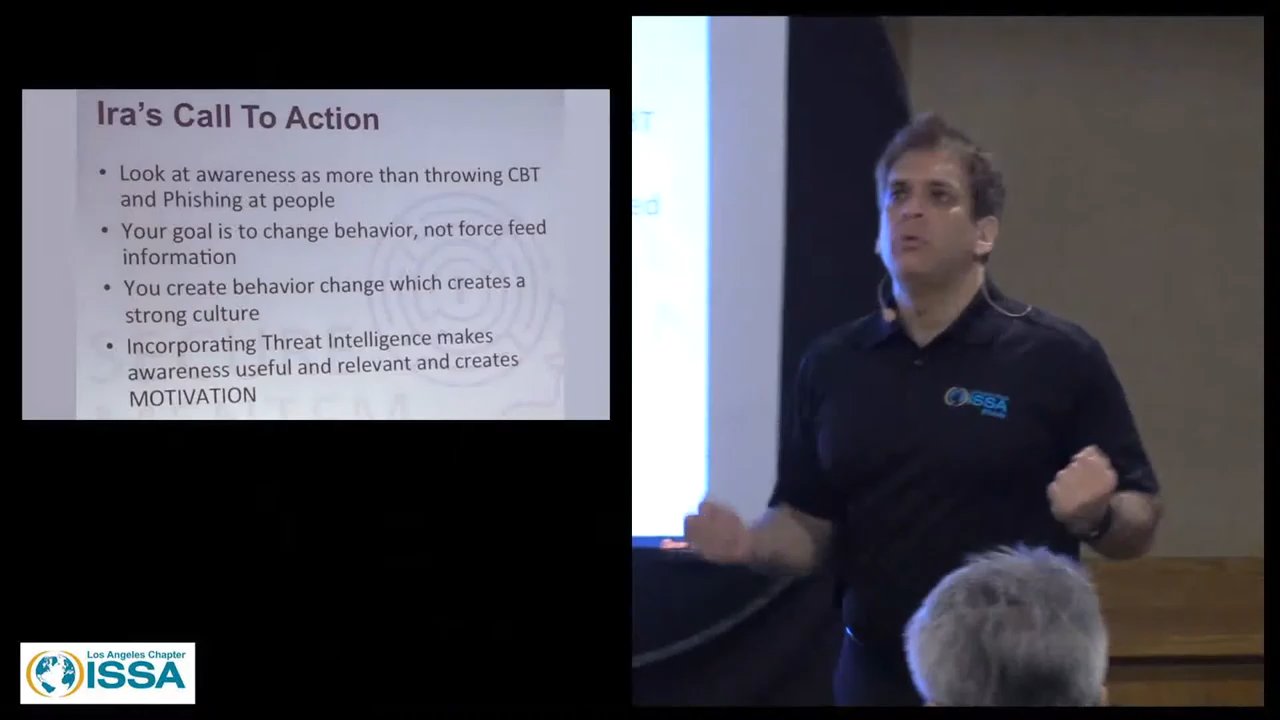 Ira's Call To Action
• Look at awareness as more than throwing CBT
and Phishing at people
• Your goal is to change behavior, not force feed
information
• You create behavior change which creates a
strong culture
• Incorporating Threat Intelligence makes
awareness useful and relevant and creates
MOTIVATION
Los Angeles Chapter
ISSA
ISSA